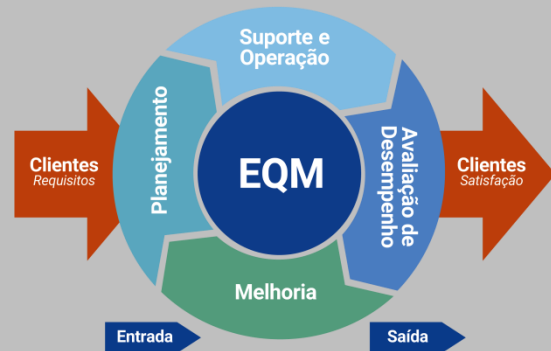 Suporte e
Operação
Clientes
Requisitos
Planejamento
EQM
Avaliação de
Desempenho
Clientes
Satisfação
Melhoria
Entrada
Saída